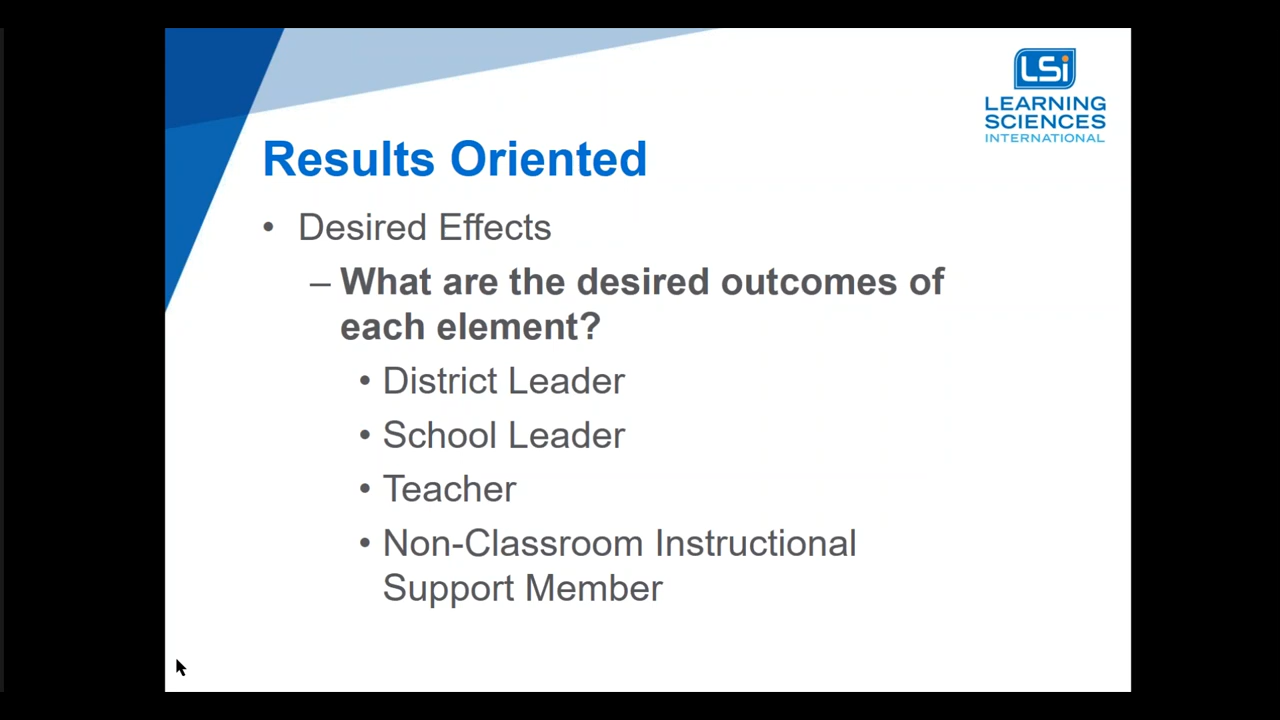 LSi
LEARNING
SCIENCES
INTERNATIONAL
Results Oriented
• Desired Effects
– What are the desired outcomes of
each element?
• District Leader
• School Leader
• Teacher
• Non-Classroom Instructional
Support Member